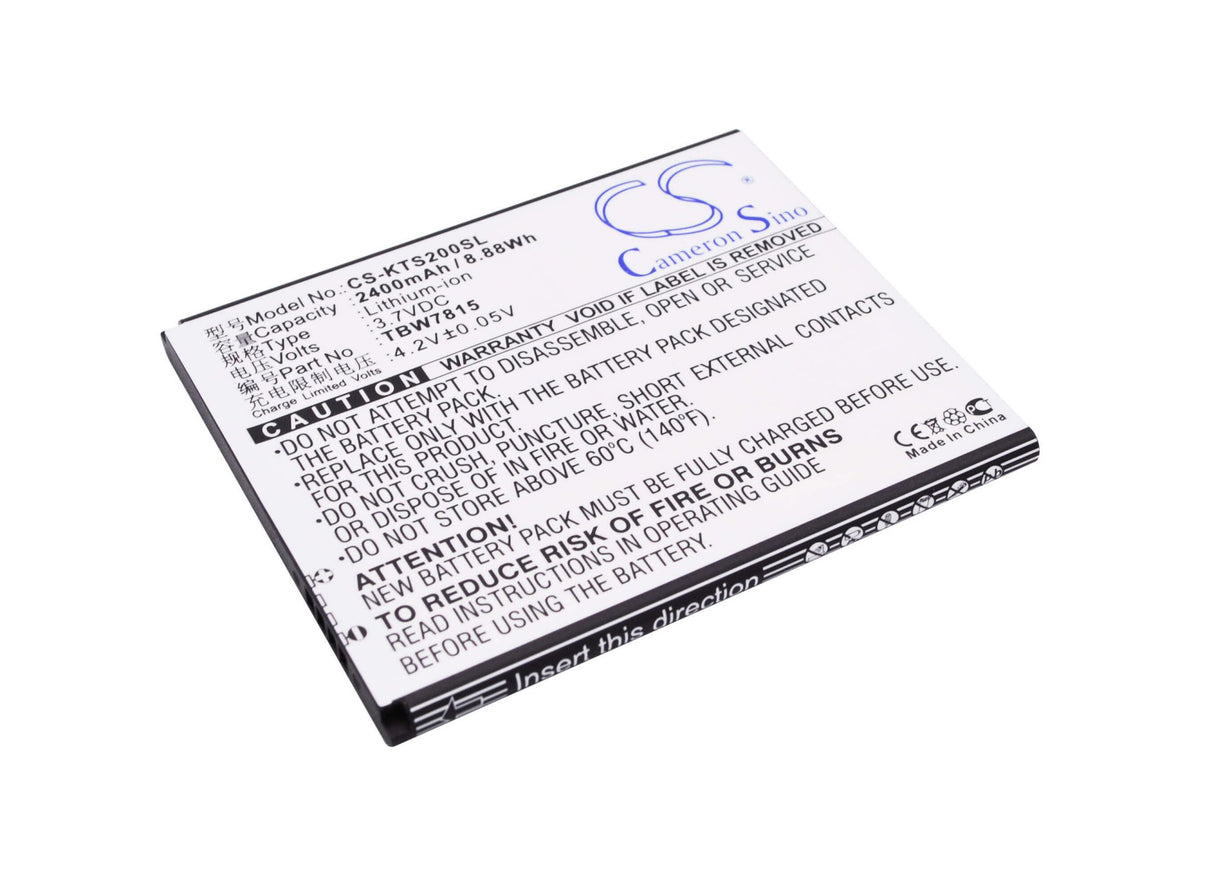 CS®
Cameron Sino
型号Model No.: CS-KTS200SL
容量Capacity : 2400mAh / 8.88Wh
规格Type : Lithium-ion
电压Volts : 3.7VDC
编号Part No : TBW7815
充电限制电压: 4.2V±0.05V
Charge Limited Volts
CAUTION WARRANTY VOID IF LABEL REMOVED
•DO NOT ATTEMPT TO DISASSEMBLE, OR OPEN
THE BATTERY PACK.
•REPLACE ONLY WITH THE BATTERY PACK DESIGNATED
FOR THIS PRODUCT.
•DO NOT CRUSH, PUNCTURE, SHORT EXTERNAL CONTACTS
OR DISPOSE OF IN FIRE OR WATER.
•DO NOT STORE ABOVE 60°C (140°F).
ATTENTION!
NEW BATTERY PACK MUST BE FULLY CHARGED BEFORE USE.
•TO REDUCE RISK OF FIRE OR BURNS
READ INSTRUCTIONS IN OPERATING GUIDE
BEFORE USING THE BATTERY.
CE PCT
Made in China
Insert this direction